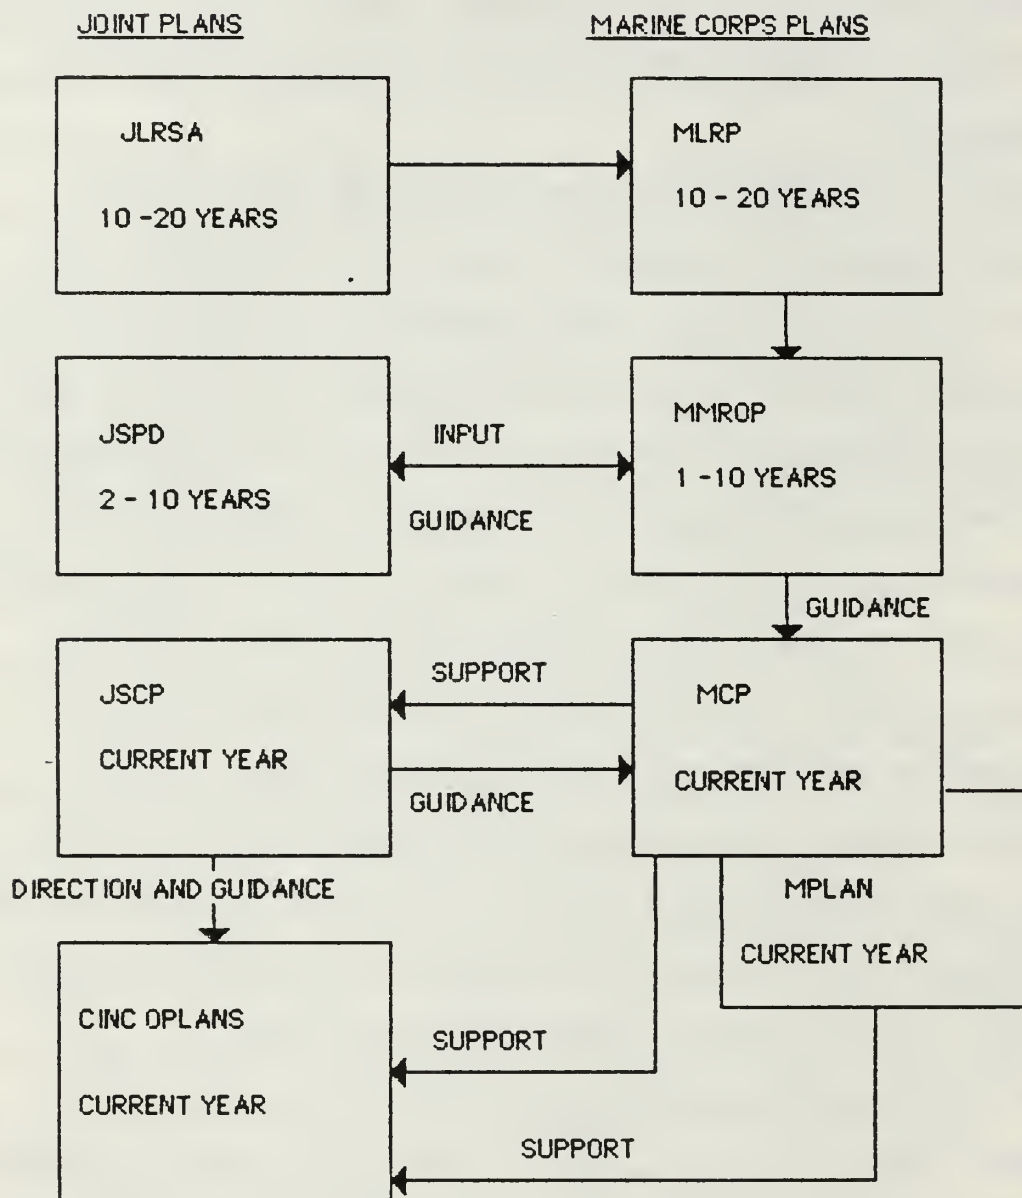 JOINT PLANS
MARINE CORPS PLANS
JLRSA
10 -20 YEARS
MLRP
10 - 20 YEARS
JSPD
2 - 10 YEARS
INPUT
GUIDANCE
MMROP
1 -10 YEARS
GUIDANCE
JSCP
CURRENT YEAR
SUPPORT
GUIDANCE
MCP
CURRENT YEAR
DIRECTION AND GUIDANCE
MPLAN
CURRENT YEAR
CINC OPLANS
CURRENT YEAR
SUPPORT
SUPPORT